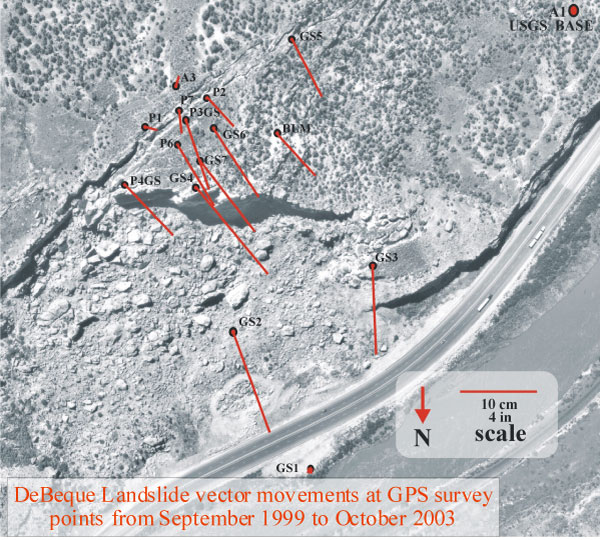 A1
USGS BASE
GS5
A3
P7
P2
P3GS
P1
GS6
BLM
P6
GS7
P4GS
GS4
GS3
GS2
10 cm
4 in
N
scale
GS1
DeBeque Landslide vector movements at GPS survey
points from September 1999 to October 2003